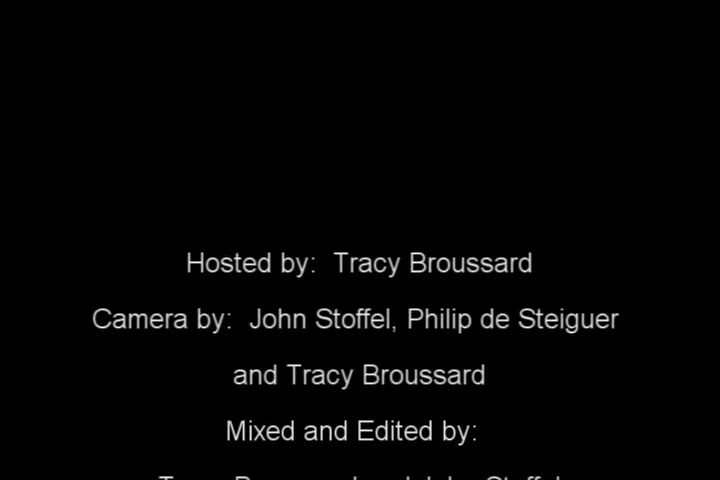 Hosted by:  Tracy Broussard
Camera by:  John Stoffel, Philip de Steiguer
and Tracy Broussard
Mixed and Edited by: